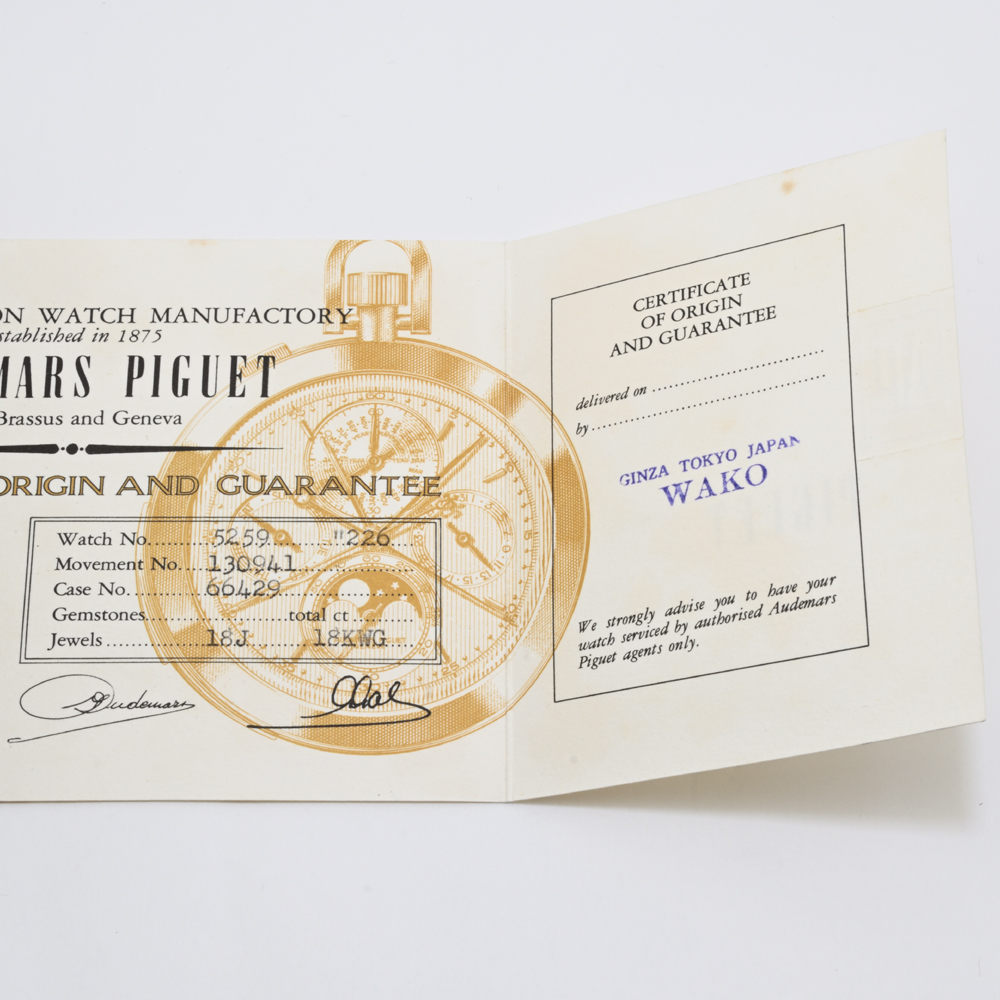 ON WATCH MANUFACTORY
stablished in 1875
MARS PIGUET
Brassus and Geneva
ORIGIN AND GUARANTEE
Watch No. 5259 "226
Movement No. 130941
Case No. 66429
Gemstones total ct
Jewels 18J 18KWG
Audemars
CERTIFICATE
OF ORIGIN
AND GUARANTEE
delivered on
by
GINZA TOKYO JAPAN
WAKO
We strongly advise you to have your
watch serviced by authorised Audemars
Piguet agents only.